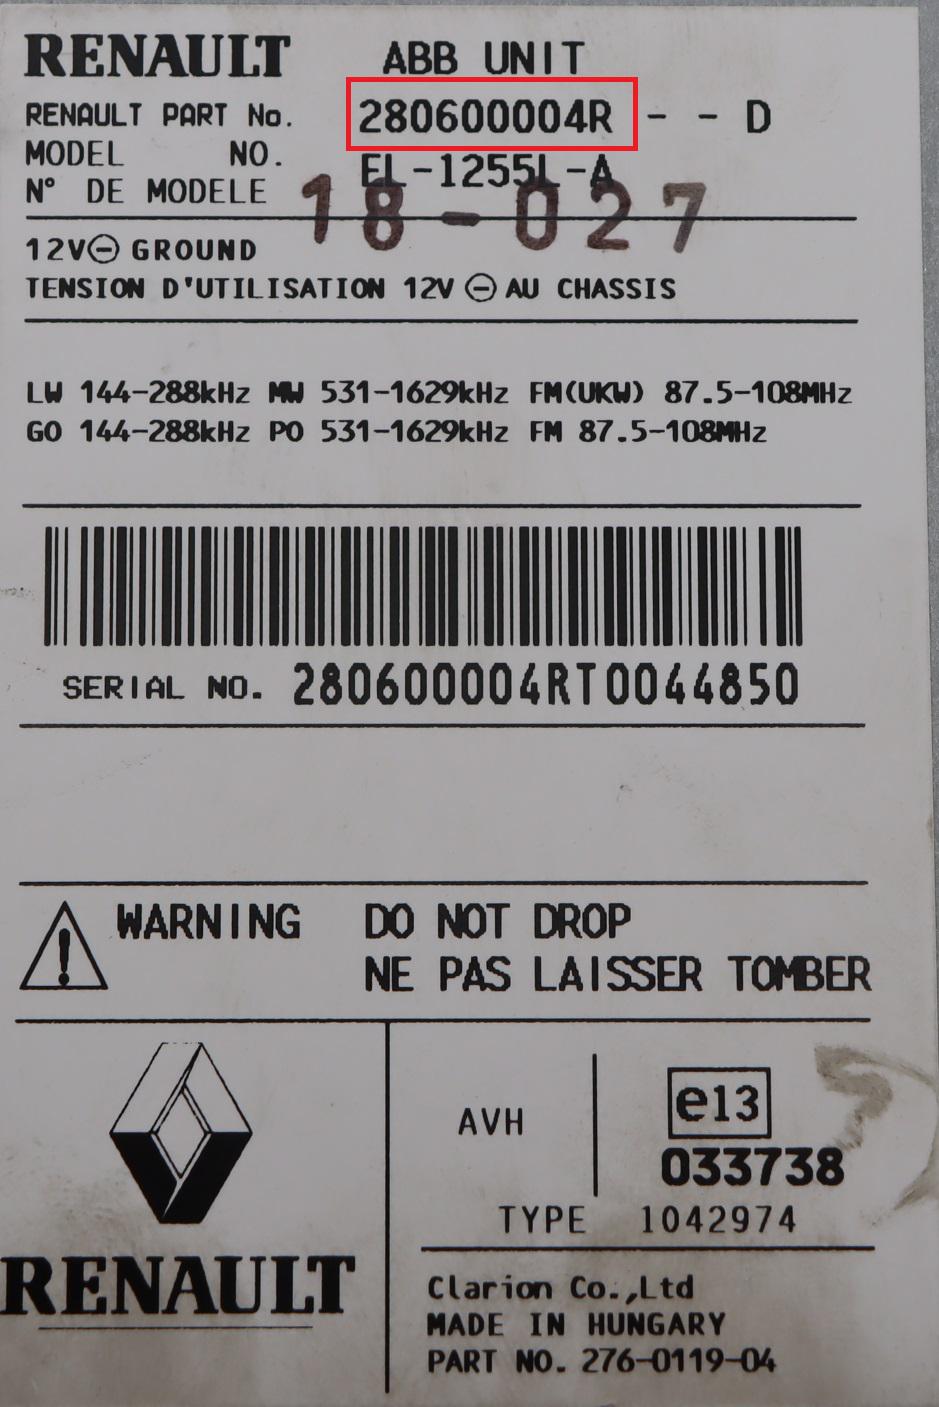 RENAULT ABB UNIT
RENAULT PART No. 280600004R - - D
MODEL NO. EL-1255L-A
N° DE MODELE
18-027
12V⊖ GROUND
TENSION D'UTILISATION 12V ⊖ AU CHASSIS
LW 144-288kHz MW 531-1629kHz FM(UKW) 87.5-108MHz
GO 144-288kHz PO 531-1629kHz FM 87.5-108MHz
SERIAL NO. 280600004RT0044850
WARNING DO NOT DROP
NE PAS LAISSER TOMBER
AVH
e13
033738
TYPE 1042974
RENAULT
Clarion Co.,Ltd
MADE IN HUNGARY
PART NO. 276-0119-04